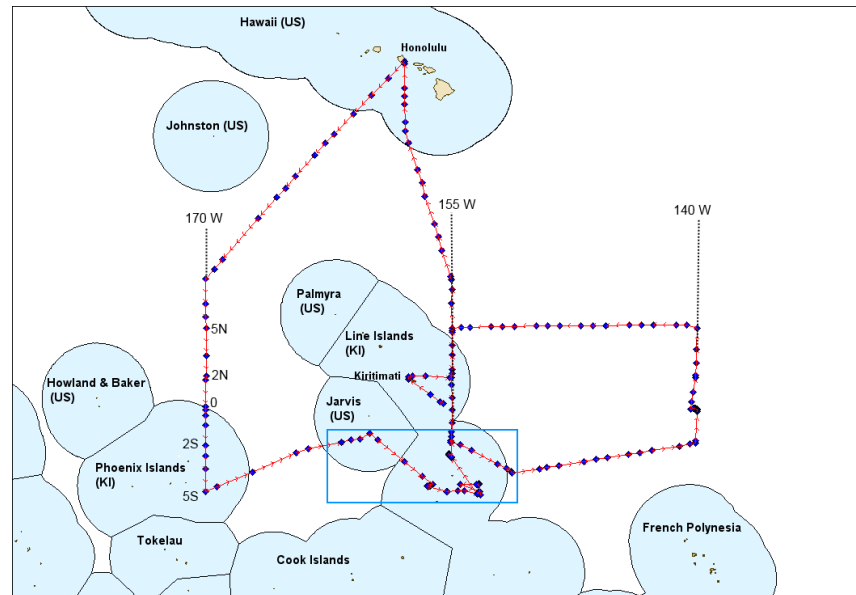 Hawaii (US)
Honolulu
Johnston (US)
170 W
155 W
140 W
Palmyra
(US)
5N
Line Islands
(KI)
Howland & Baker
(US)
2N
Kiritimati
Jarvis
(US)
0
2S
Phoenix Islands
(KI)
5S
Tokelau
Cook Islands
French Polynesia